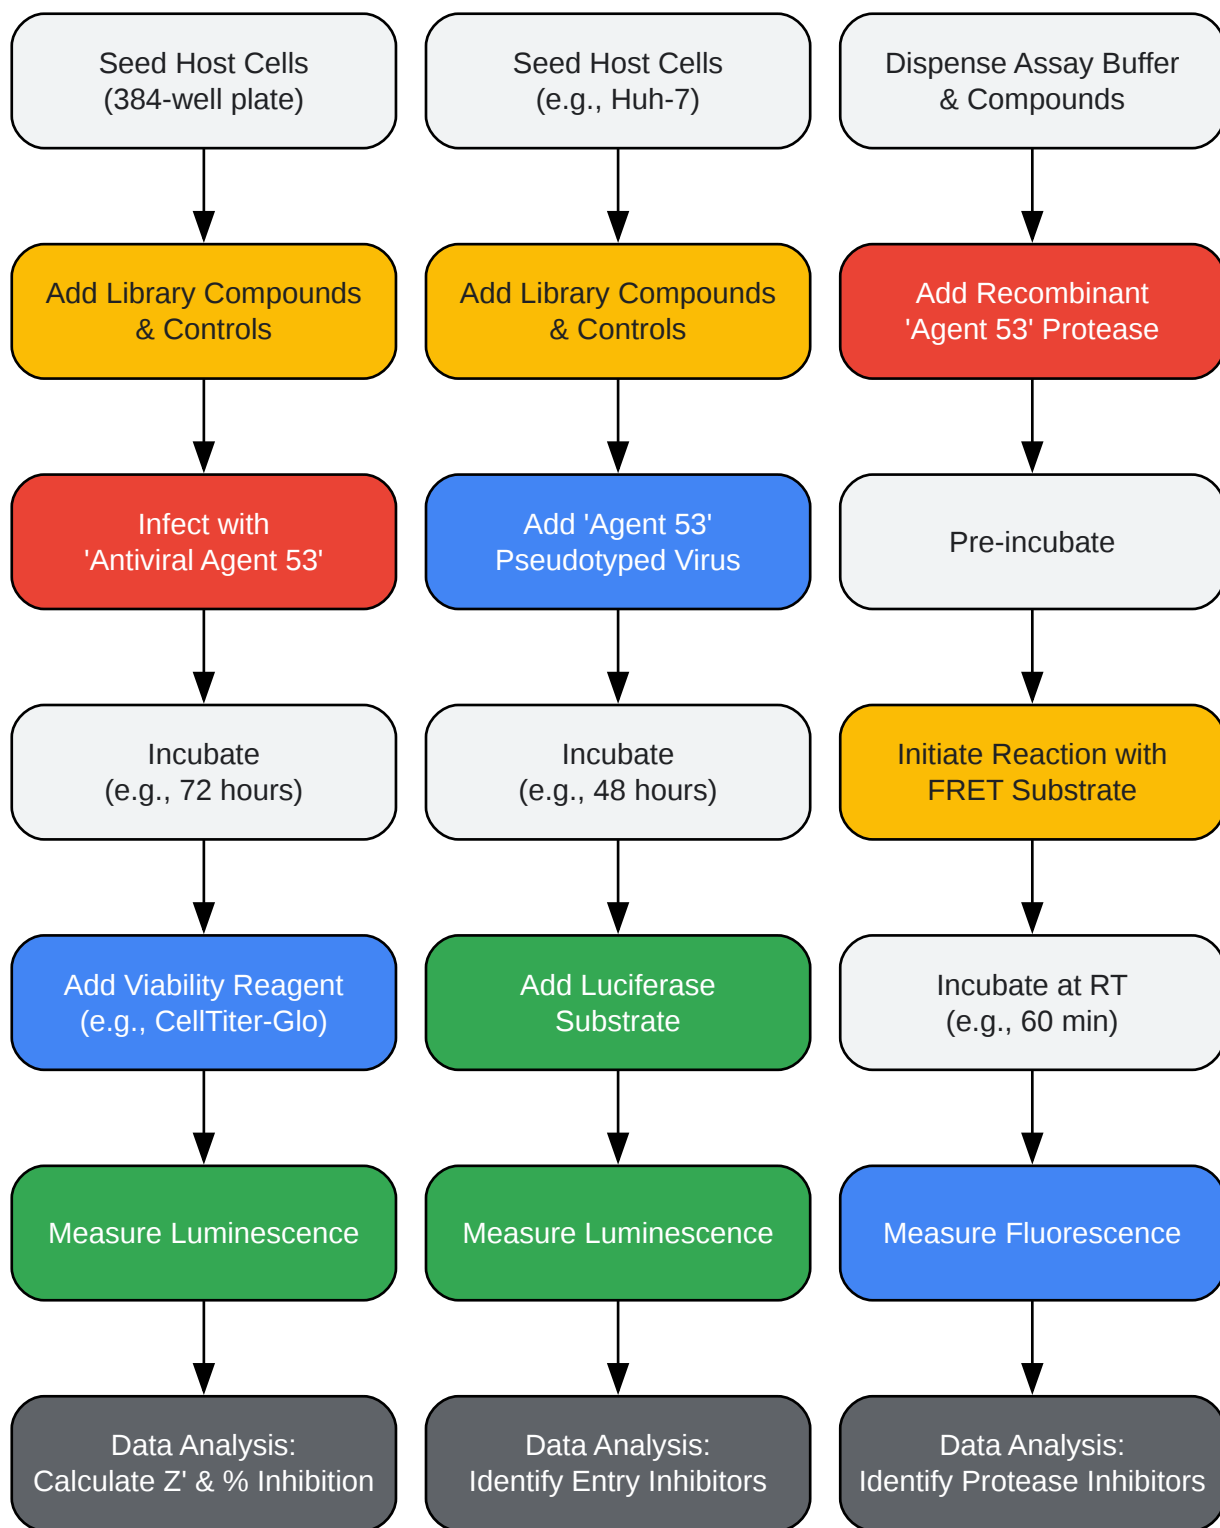 Seed Host Cells
(384-well plate)
Add Library Compounds
& Controls
Infect with
'Antiviral Agent 53'
Incubate
(e.g., 72 hours)
Add Viability Reagent
(e.g., CellTiter-Glo)
Measure Luminescence
Data Analysis:
Calculate Z' & % Inhibition
Seed Host Cells
(e.g., Huh-7)
Add Library Compounds
& Controls
Add 'Agent 53'
Pseudotyped Virus
Incubate
(e.g., 48 hours)
Add Luciferase
Substrate
Measure Luminescence
Data Analysis:
Identify Entry Inhibitors
Dispense Assay Buffer
& Compounds
Add Recombinant
'Agent 53' Protease
Pre-incubate
Initiate Reaction with
FRET Substrate
Incubate at RT
(e.g., 60 min)
Measure Fluorescence
Data Analysis:
Identify Protease Inhibitors